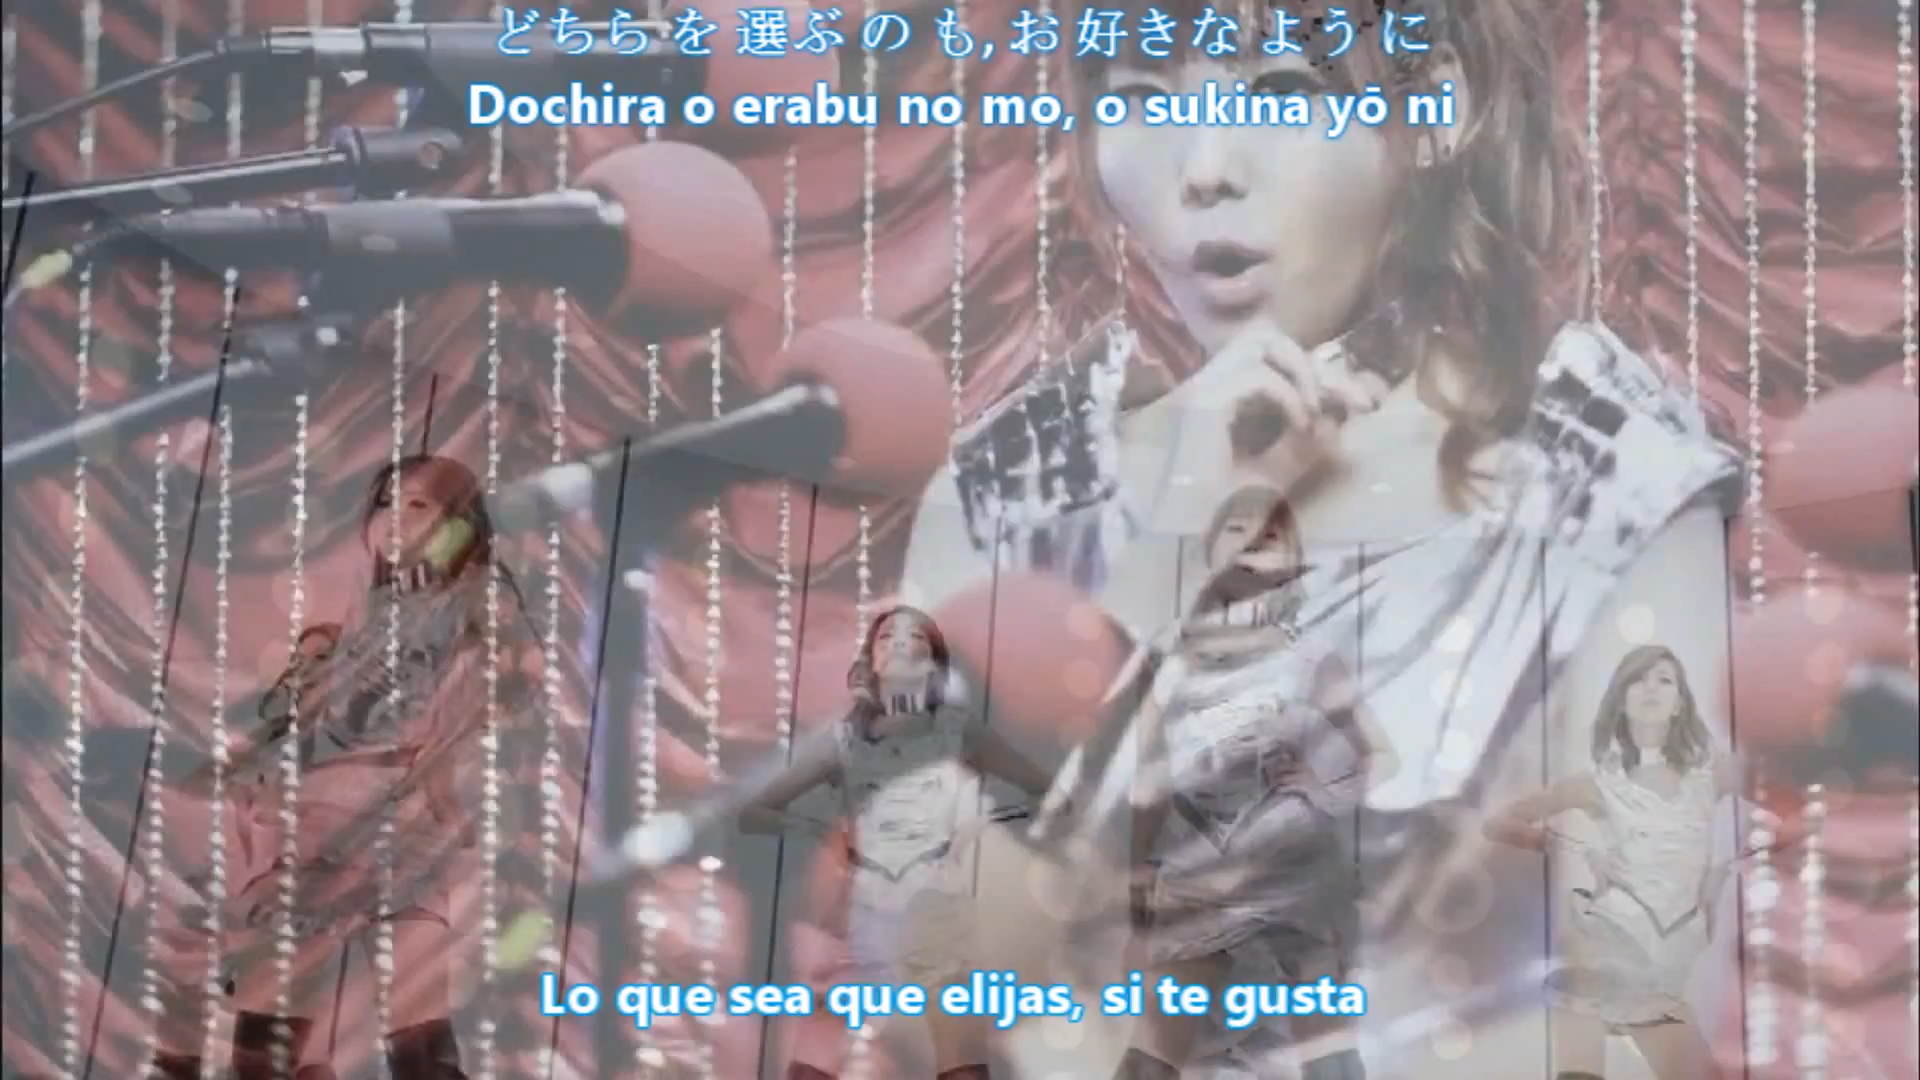 どちらを選ぶのも,お好きなように
Dochira o erabu no mo, o sukina yō ni
Lo que sea que elijas, si te gusta